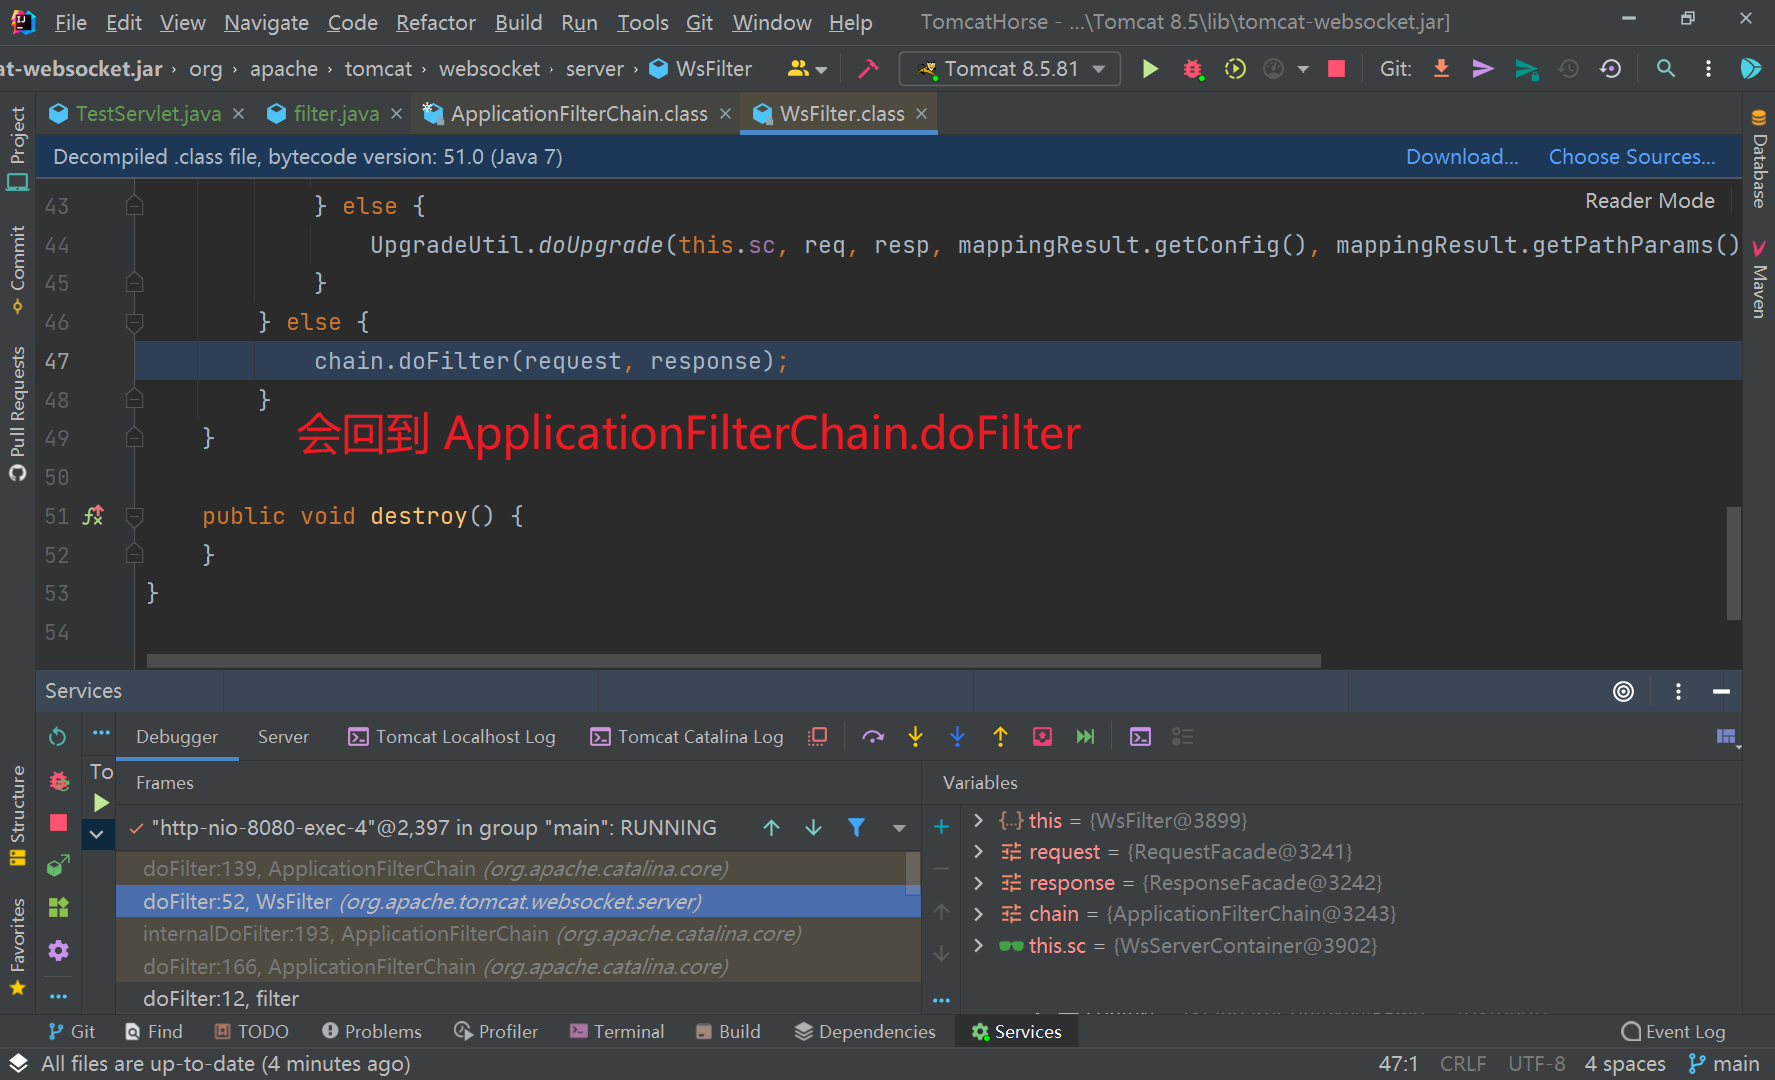 File Edit View Navigate Code Refactor Build Run Tools Git Window Help TomcatHorse - ...\Tomcat 8.5\lib\tomcat-websocket.jar]
at-websocket.jar › org › apache › tomcat › websocket › server › WsFilter Tomcat 8.5.81 Git:
TestServlet.java filter.java ApplicationFilterChain.class WsFilter.class
Decompiled .class file, bytecode version: 51.0 (Java 7) Download... Choose Sources...
Reader Mode
43 } else {
44 UpgradeUtil.doUpgrade(this.sc, req, resp, mappingResult.getConfig(), mappingResult.getPathParams()
45 }
46 } else {
47 chain.doFilter(request, response);
48 }
会回到 ApplicationFilterChain.doFilter
49 }
50
51 public void destroy() {
52 }
53 }
54
Project
Commit
Pull Requests
Structure
Favorites
Database
Maven
Services
Debugger Server Tomcat Localhost Log Tomcat Catalina Log
To
Frames
"http-nio-8080-exec-4"@2,397 in group "main": RUNNING
doFilter:139, ApplicationFilterChain (org.apache.catalina.core)
doFilter:52, WsFilter (org.apache.tomcat.websocket.server)
internalDoFilter:193, ApplicationFilterChain (org.apache.catalina.core)
doFilter:166, ApplicationFilterChain (org.apache.catalina.core)
doFilter:12, filter
Variables
this = {WsFilter@3899}
request = {RequestFacade@3241}
response = {ResponseFacade@3242}
chain = {ApplicationFilterChain@3243}
this.sc = {WsServerContainer@3902}
Git Find TODO Problems Profiler Terminal Build Dependencies Services Event Log
All files are up-to-date (4 minutes ago) 47:1 CRLF UTF-8 4 spaces main